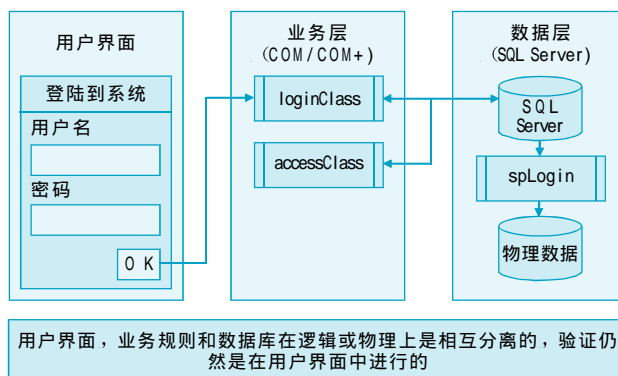 用户界面
登陆到系统
用户名
密码
OK
业务层
(COM/COM+)
loginClass
accessClass
数据层
(SQL Server)
SQL
Server
spLogin
物理数据
用户界面，业务规则和数据库在逻辑或物理上是相互分离的，验证仍
然是在用户界面中进行的